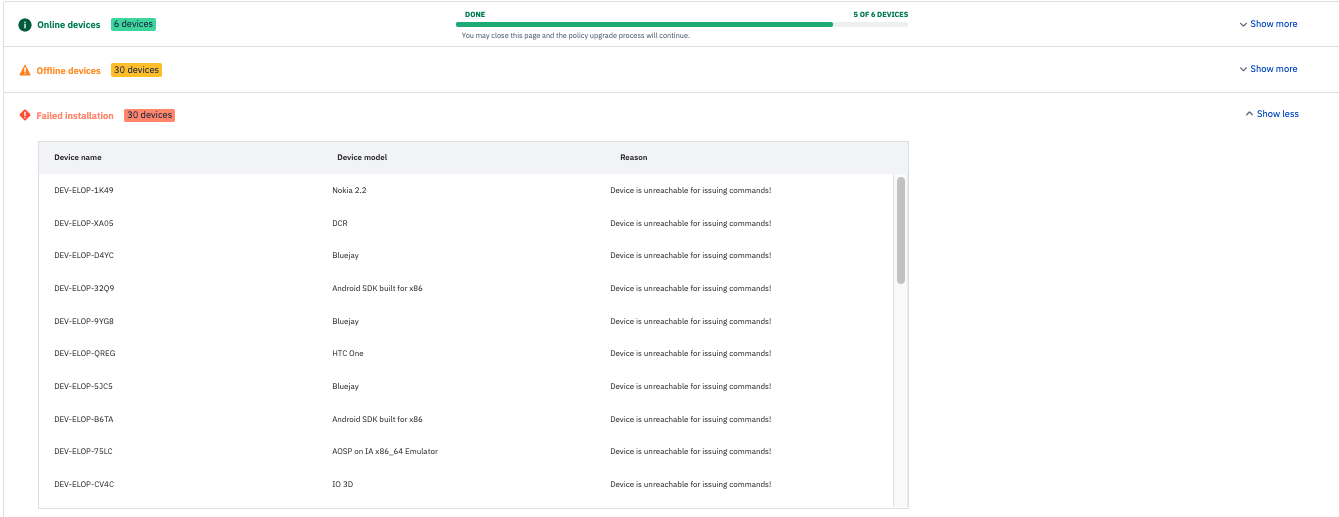 Online devices 6 devices DONE 5 OF 6 DEVICES Show more
You may close this page and the policy upgrade process will continue.
Offline devices 30 devices Show more
Failed installation 30 devices Show less
Device name Device model Reason
DEV-ELOP-1K49 Nokia 2.2 Device is unreachable for issuing commands!
DEV-ELOP-XA05 DCR Device is unreachable for issuing commands!
DEV-ELOP-D4YC Bluejay Device is unreachable for issuing commands!
DEV-ELOP-32Q9 Android SDK built for x86 Device is unreachable for issuing commands!
DEV-ELOP-9YG8 Bluejay Device is unreachable for issuing commands!
DEV-ELOP-QREG HTC One Device is unreachable for issuing commands!
DEV-ELOP-5JC5 Bluejay Device is unreachable for issuing commands!
DEV-ELOP-B6TA Android SDK built for x86 Device is unreachable for issuing commands!
DEV-ELOP-75LC AOSP on IA x86_64 Emulator Device is unreachable for issuing commands!
DEV-ELOP-CV4C IO 3D Device is unreachable for issuing commands!